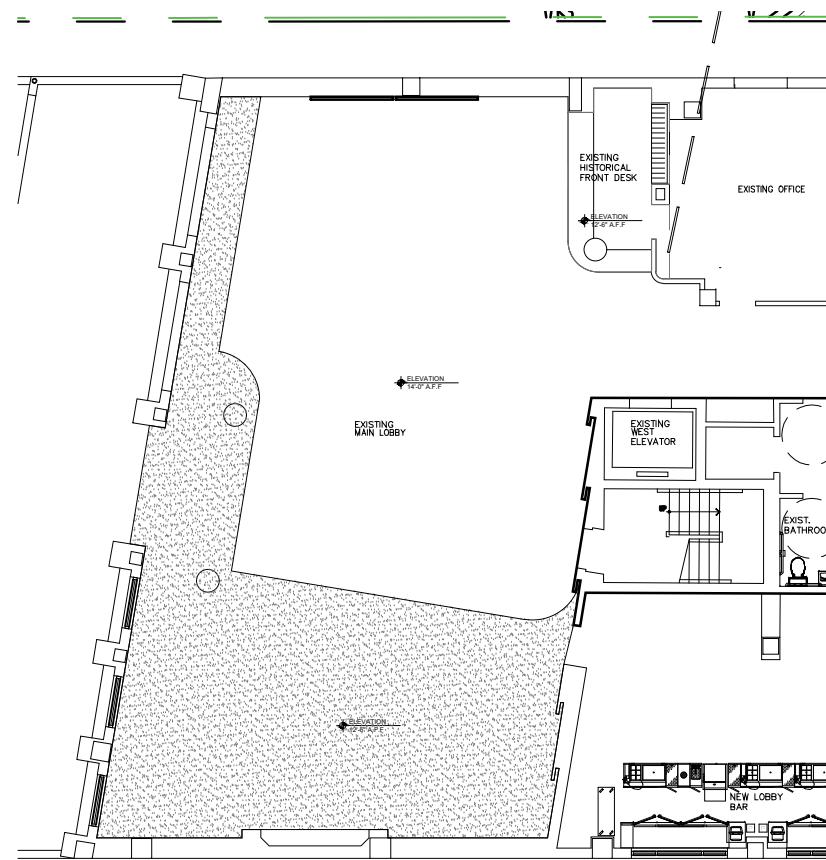 EXISTING
HISTORICAL
FRONT DESK
EXISTING OFFICE
ELEVATION
12'-6" A.F.F
ELEVATION
14'-0" A.F.F
EXISTING
MAIN LOBBY
EXISTING
WEST
ELEVATOR
UP
EXIST.
BATHROO
ELEVATION
12'-6" A.F.F
NEW LOBBY
BAR